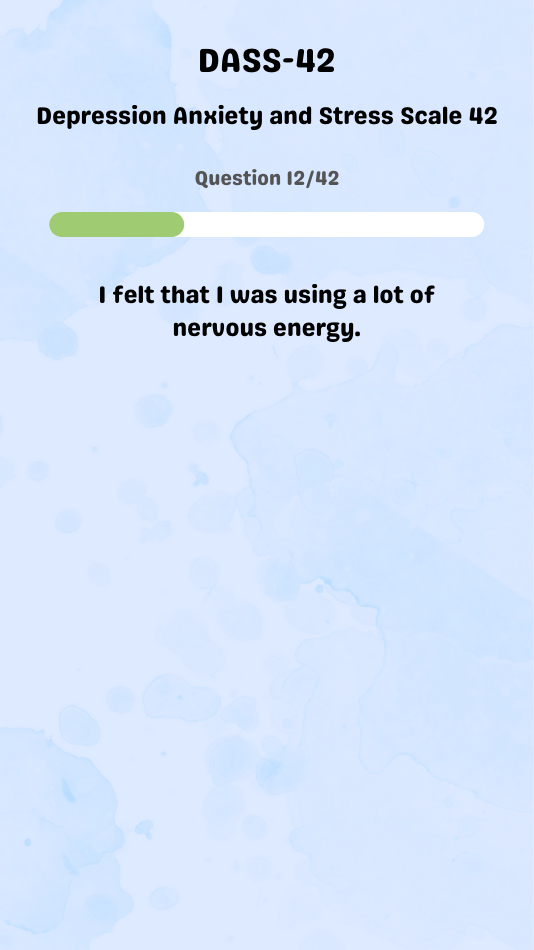 DASS-42
Depression Anxiety and Stress Scale 42
Question 12/42
I felt that I was using a lot of
nervous energy.